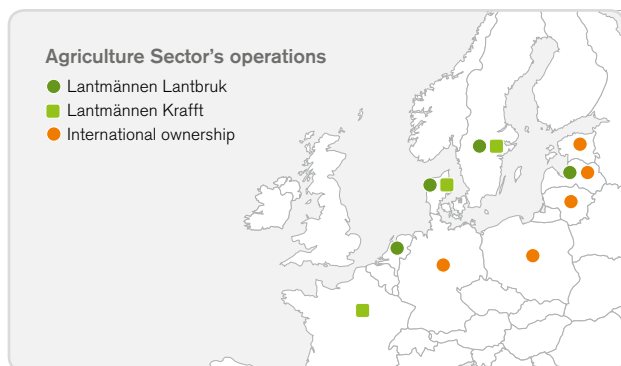 Agriculture Sector's operations
Lantmännen Lantbruk
Lantmännen Krafft
International ownership